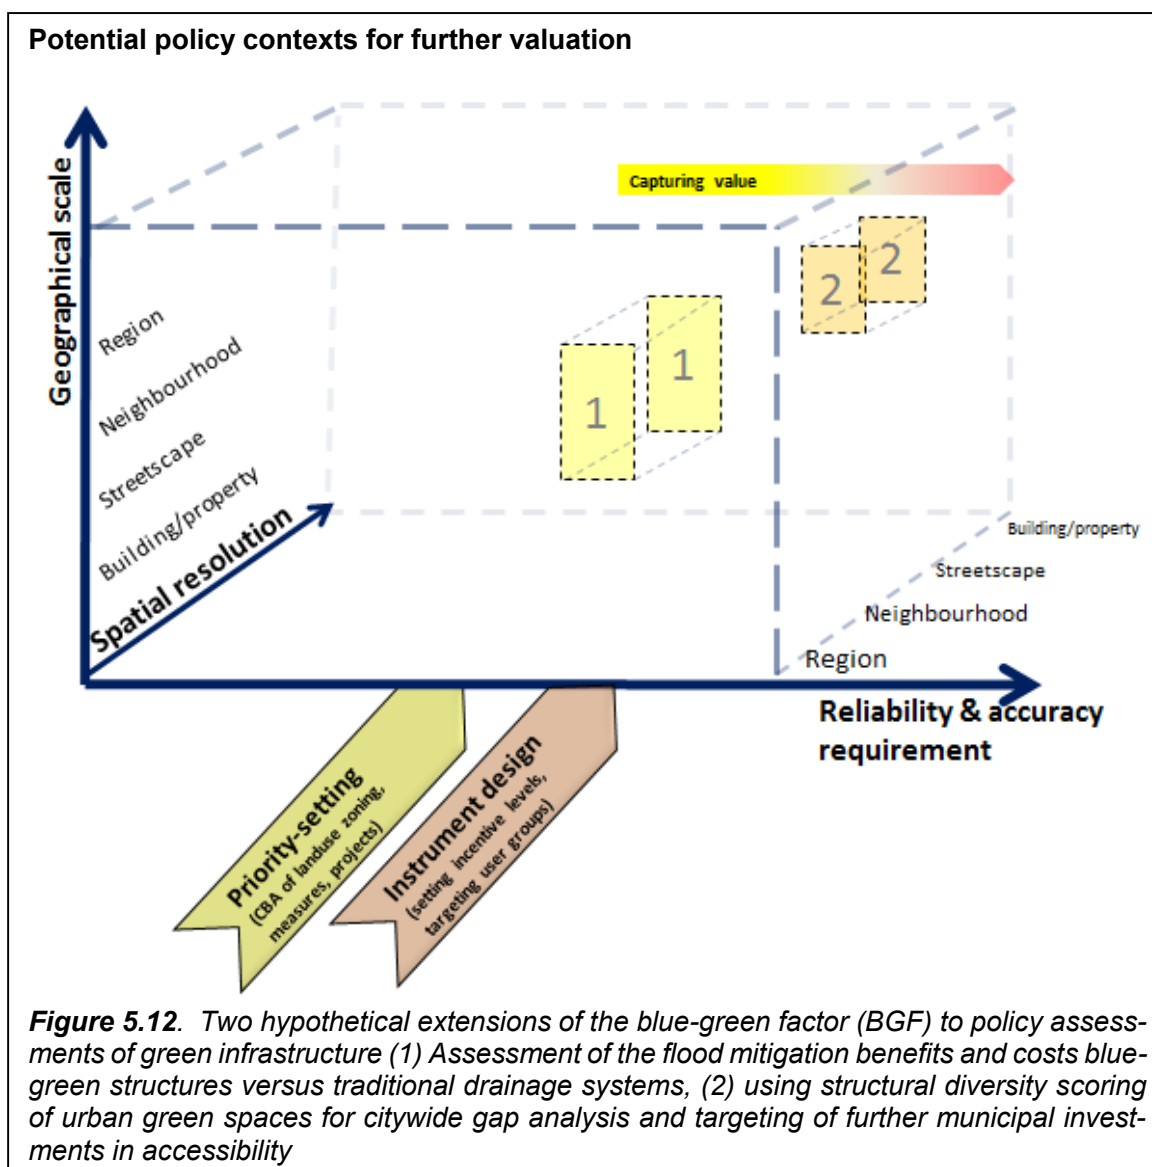 Potential policy contexts for further valuation
Geographical scale
Capturing value
2
2
1
1
Region
Neighbourhood
Streetscape
Building/property
Spatial resolution
Building/property
Streetscape
Neighbourhood
Region
Reliability & accuracy
requirement
Priority-setting
(CBA of landuse zoning,
measures, projects)
Instrument design
(setting incentive levels,
targeting user groups)
Figure 5.12. Two hypothetical extensions of the blue-green factor (BGF) to policy assess-
ments of green infrastructure (1) Assessment of the flood mitigation benefits and costs blue-
green structures versus traditional drainage systems, (2) using structural diversity scoring
of urban green spaces for citywide gap analysis and targeting of further municipal invest-
ments in accessibility